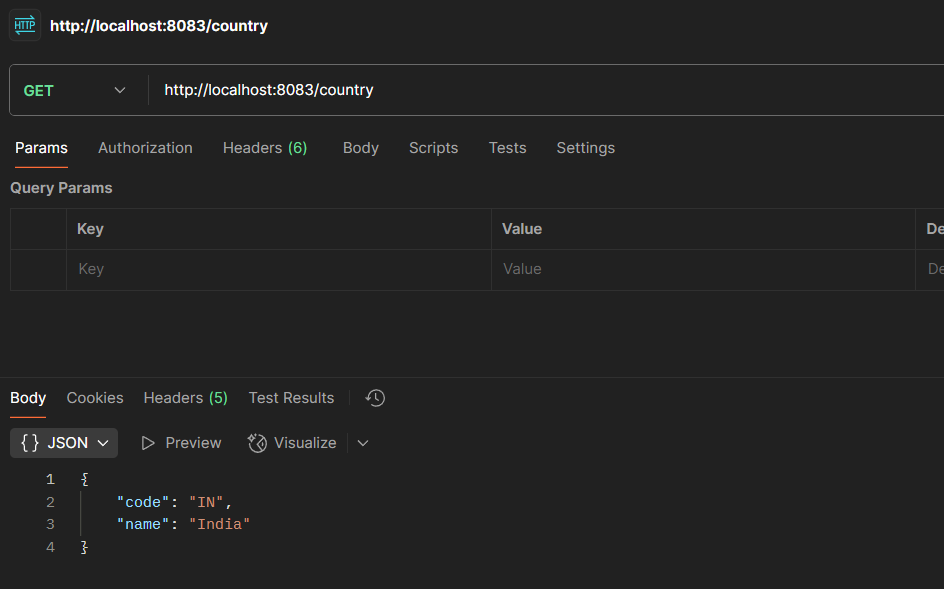 HTTP http://localhost:8083/country
GET http://localhost:8083/country
Params Authorization Headers (6) Body Scripts Tests Settings
Query Params
Key Value De
Key Value De
Body Cookies Headers (5) Test Results
{} JSON Preview Visualize
1 {
2 "code": "IN",
3 "name": "India"
4 }